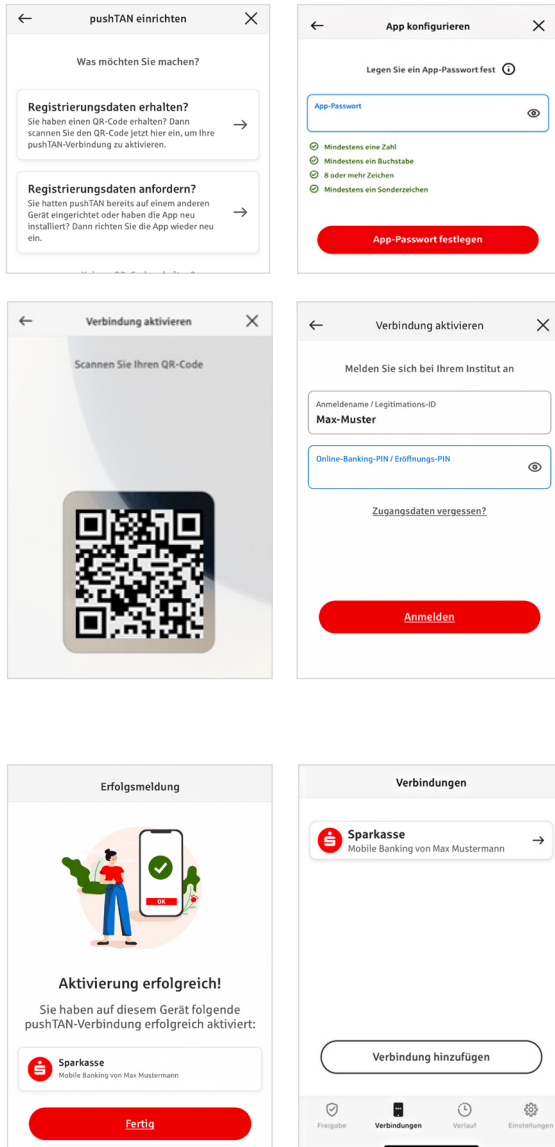 pushTAN einrichten
Was möchten Sie machen?
Registrierungsdaten erhalten?
Sie haben einen QR-Code erhalten? Dann
scannen Sie den QR-Code jetzt hier ein, um Ihre
pushTAN-Verbindung zu aktivieren.
Registrierungsdaten anfordern?
Sie hatten pushTAN bereits auf einem anderen
Gerät eingerichtet oder haben die App neu
installiert? Dann richten Sie die App wieder neu
ein.
App konfigurieren
Legen Sie ein App-Passwort fest
App-Passwort
Mindestens eine Zahl
Mindestens ein Buchstabe
8 oder mehr Zeichen
Mindestens ein Sonderzeichen
App-Passwort festlegen
Verbindung aktivieren
Scannen Sie Ihren QR-Code
Verbindung aktivieren
Melden Sie sich bei Ihrem Institut an
Anmeldename / Legitimations-ID
Max-Muster
Online-Banking-PIN / Eröffnungs-PIN
Zugangsdaten vergessen?
Anmelden
Erfolgsmeldung
OK
Aktivierung erfolgreich!
Sie haben auf diesem Gerät folgende
pushTAN-Verbindung erfolgreich aktiviert:
Sparkasse
Mobile Banking von Max Mustermann
Fertig
Verbindungen
Sparkasse
Mobile Banking von Max Mustermann
Verbindung hinzufügen
Freigabe
Verbindungen
Verlauf
Einstellungen